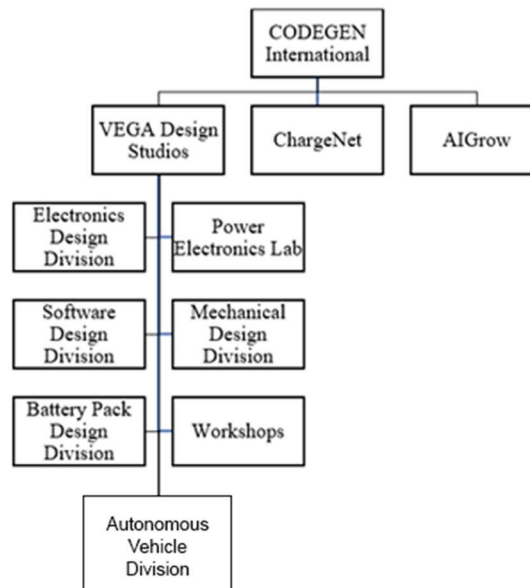 CODEGEN
International
VEGA Design
Studios
ChargeNet
AIGrow
Electronics
Design
Division
Power
Electronics Lab
Software
Design
Division
Mechanical
Design
Division
Battery Pack
Design
Division
Workshops
Autonomous
Vehicle
Division